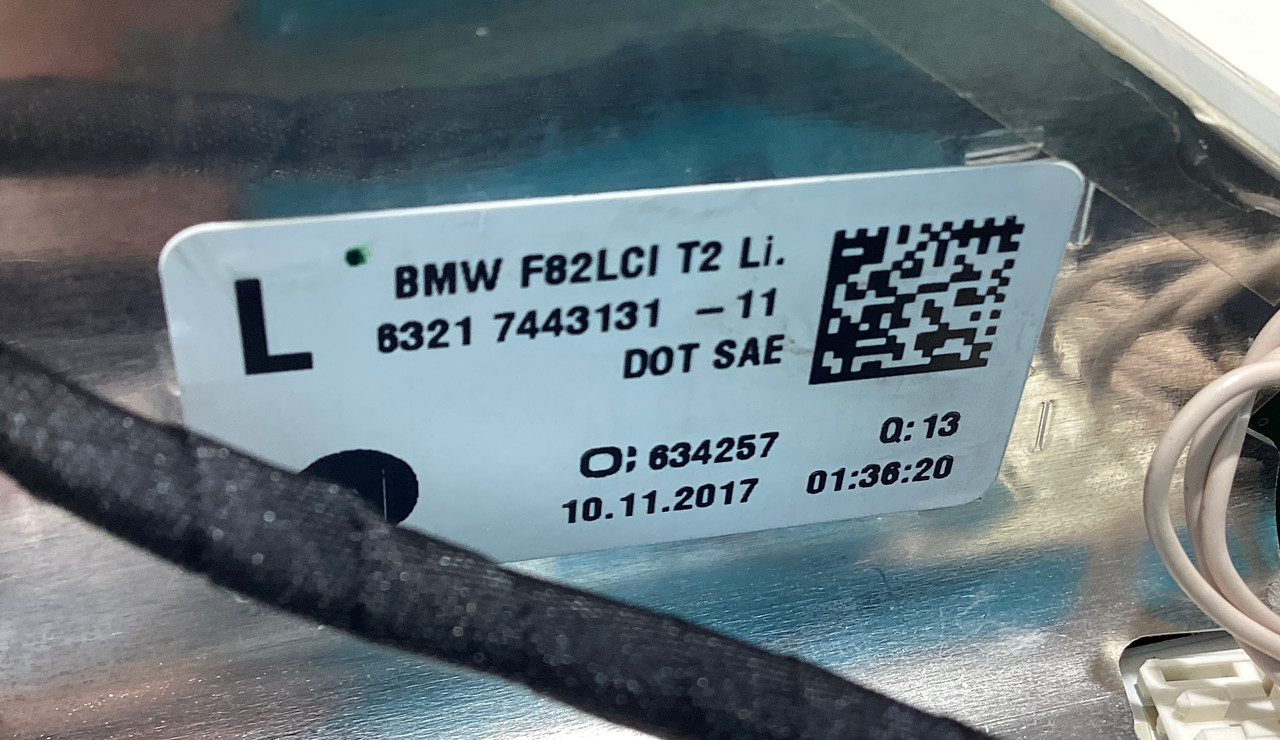 L
BMW F82LCI T2 Li.
6321 7443131 – 11
DOT SAE
O; 634257 Q: 13
10.11.2017 01:36:20